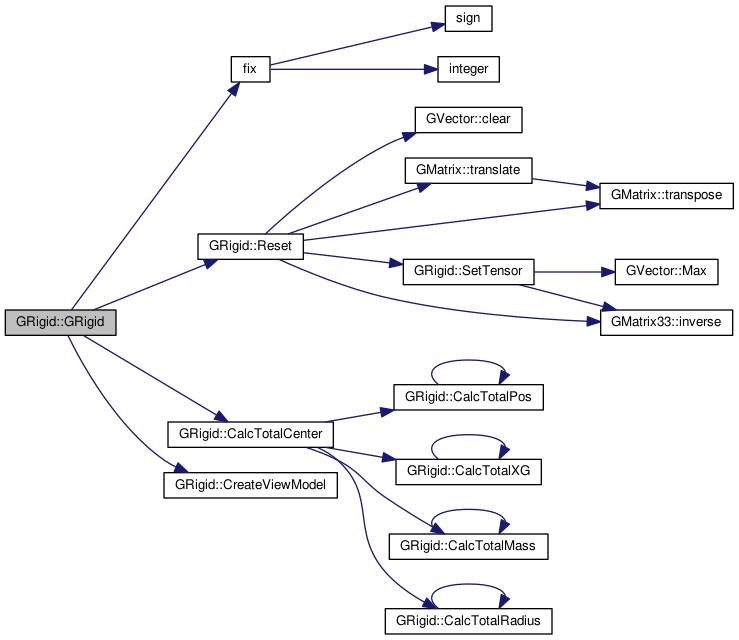 sign
fix
integer
GVector::clear
GMatrix::translate
GMatrix::transpose
GRigid::Reset
GRigid::SetTensor
GVector::Max
GRigid::GRigid
GMatrix33::inverse
GRigid::CalcTotalPos
GRigid::CalcTotalCenter
GRigid::CalcTotalXG
GRigid::CreateViewModel
GRigid::CalcTotalMass
GRigid::CalcTotalRadius